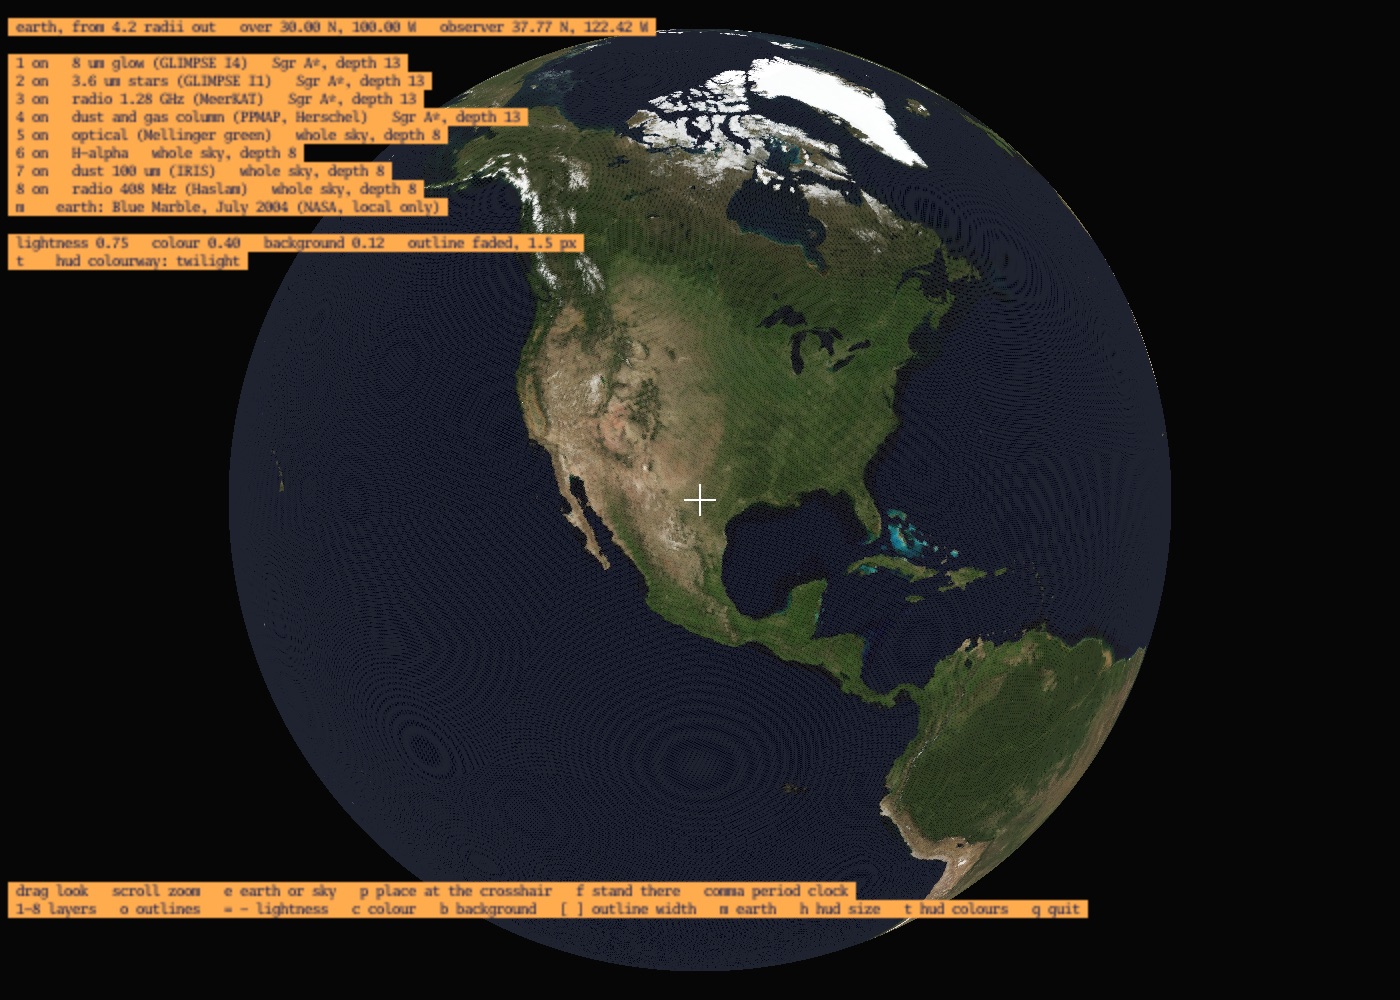 earth, from 4.2 radii out   over 30.00 N, 100.00 W   observer 37.77 N, 122.42 W
1 on   8 um glow (GLIMPSE I4)   Sgr A*, depth 13
2 on   3.6 um stars (GLIMPSE I1)   Sgr A*, depth 13
3 on   radio 1.28 GHz (MeerKAT)   Sgr A*, depth 13
4 on   dust and gas column (PPMAP, Herschel)   Sgr A*, depth 13
5 on   optical (Mellinger green)   whole sky, depth 8
6 on   H-alpha   whole sky, depth 8
7 on   dust 100 um (IRIS)   whole sky, depth 8
8 on   radio 408 MHz (Haslam)   whole sky, depth 8
m    earth: Blue Marble, July 2004 (NASA, local only)
lightness 0.75   colour 0.40   background 0.12   outline faded, 1.5 px
t    hud colourway: twilight
drag look   scroll zoom   e earth or sky   p place at the crosshair   f stand there   comma period clock
1-8 layers   o outlines   = - lightness   c colour   b background   [ ] outline width   m earth   h hud size   t hud colours   q quit